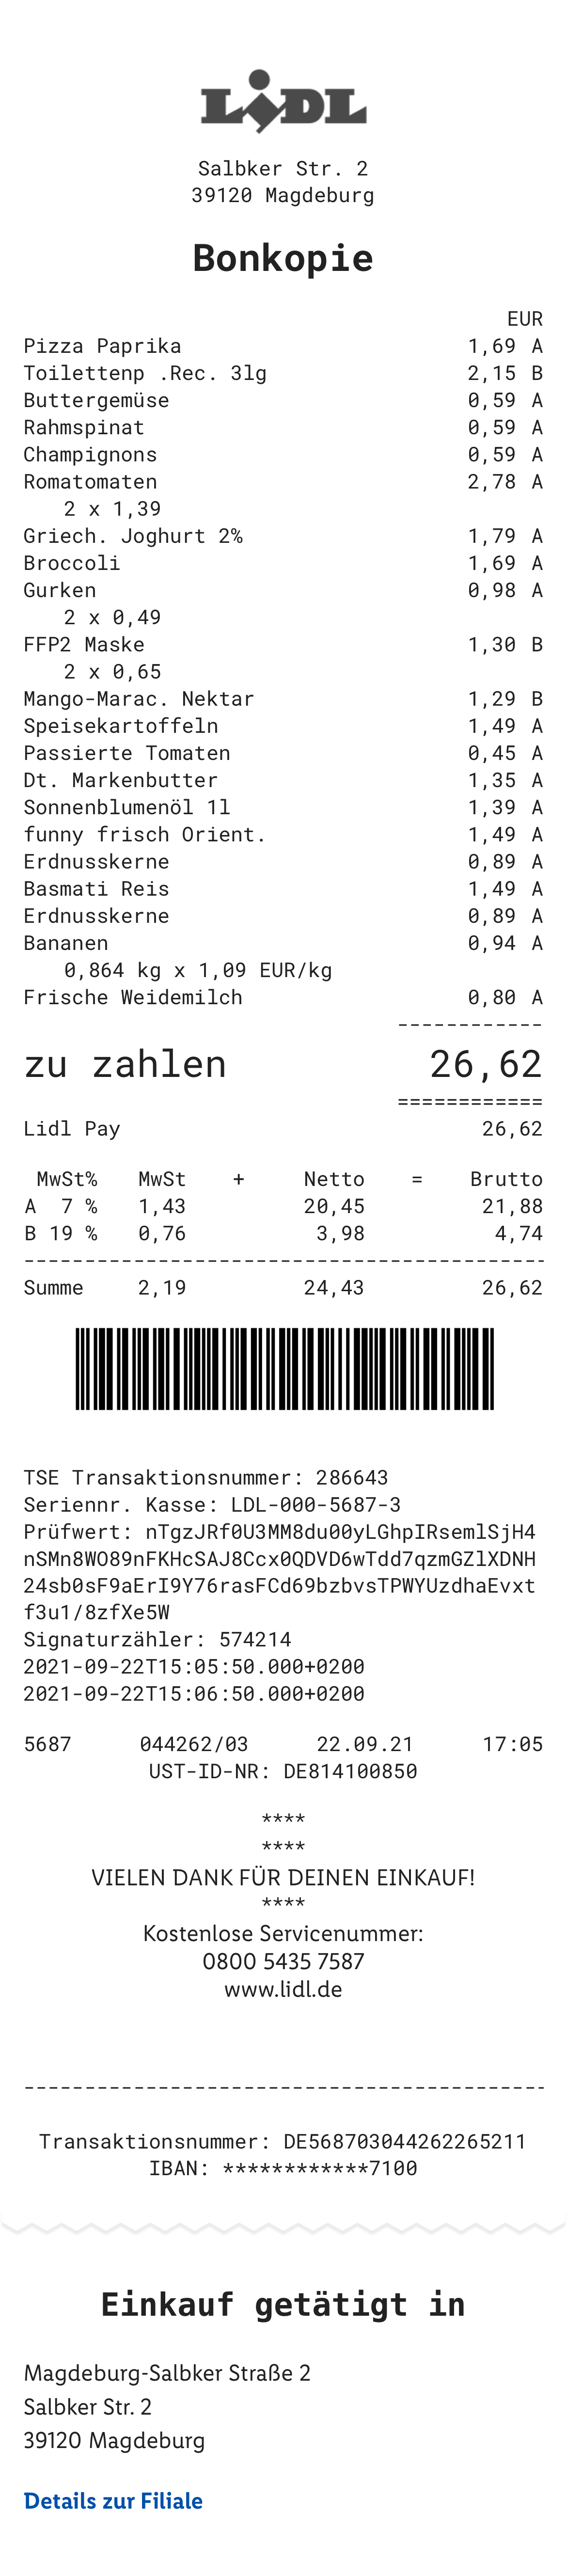 LiDL
Salbker Str. 2
39120 Magdeburg
Bonkopie
EUR
Pizza Paprika 1,69 A
Toilettenp .Rec. 3lg 2,15 B
Buttergemüse 0,59 A
Rahmspinat 0,59 A
Champignons 0,59 A
Romatomaten 2,78 A
2 x 1,39
Griech. Joghurt 2% 1,79 A
Broccoli 1,69 A
Gurken 0,98 A
2 x 0,49
FFP2 Maske 1,30 B
2 x 0,65
Mango-Marac. Nektar 1,29 B
Speisekartoffeln 1,49 A
Passierte Tomaten 0,45 A
Dt. Markenbutter 1,35 A
Sonnenblumenöl 1l 1,39 A
funny frisch Orient. 1,49 A
Erdnusskerne 0,89 A
Basmati Reis 1,49 A
Erdnusskerne 0,89 A
Bananen 0,94 A
0,864 kg x 1,09 EUR/kg
Frische Weidemilch 0,80 A
------------
zu zahlen 26,62
============
Lidl Pay 26,62
MwSt% MwSt + Netto = Brutto
A 7 % 1,43 20,45 21,88
B 19 % 0,76 3,98 4,74
-------------------------------------------
Summe 2,19 24,43 26,62
TSE Transaktionsnummer: 286643
Seriennr. Kasse: LDL-000-5687-3
Prüfwert: nTgzJRf0U3MM8du00yLGhpIRsemlSjH4
nSMn8WO89nFKHcSAJ8Ccx0QDVD6wTdd7qzmGZlXDNH
24sb0sF9aErI9Y76rasFCd69bzbvsTPWYUzdhaEvxt
f3u1/8zfXe5W
Signaturzähler: 574214
2021-09-22T15:05:50.000+0200
2021-09-22T15:06:50.000+0200
5687 044262/03 22.09.21 17:05
UST-ID-NR: DE814100850
****
****
VIELEN DANK FÜR DEINEN EINKAUF!
****
Kostenlose Servicenummer:
0800 5435 7587
www.lidl.de
-------------------------------------------
Transaktionsnummer: DE568703044262265211
IBAN: ************7100
Einkauf getätigt in
Magdeburg-Salbker Straße 2
Salbker Str. 2
39120 Magdeburg
Details zur Filiale